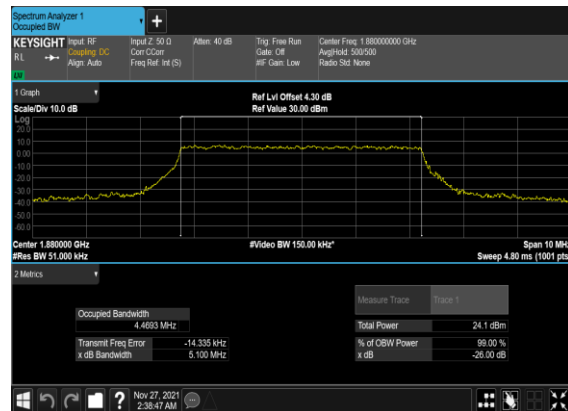 Spectrum Analyzer 1
Occupied BW
+
KEYSIGHT
RL
LW
Input: RF
Coupling: DC
Align: Auto
Input Z: 50 Ω
Corr CCorr
Freq Ref: Int (S)
Atten: 40 dB
Trig: Free Run
Gate: Off
#IF Gain: Low
Center Freq: 1.880000000 GHz
Avg|Hold: 500/500
Radio Std: None
1 Graph
Scale/Div 10.0 dB
Ref Lvl Offset 4.30 dB
Ref Value 30.00 dBm
Log
20.0
10.0
0.00
-10.0
-20.0
-30.0
-40.0
-50.0
-60.0
Center 1.880000 GHz
#Res BW 51.000 kHz
#Video BW 150.00 kHz*
Span 10 MHz
Sweep 4.80 ms (1001 pts
2 Metrics
Measure Trace Trace 1
Occupied Bandwidth
4.4693 MHz
Total Power 24.1 dBm
Transmit Freq Error -14.335 kHz
% of OBW Power 99.00 %
x dB Bandwidth 5.100 MHz
x dB -26.00 dB
?
Nov 27, 2021
2:38:47 AM